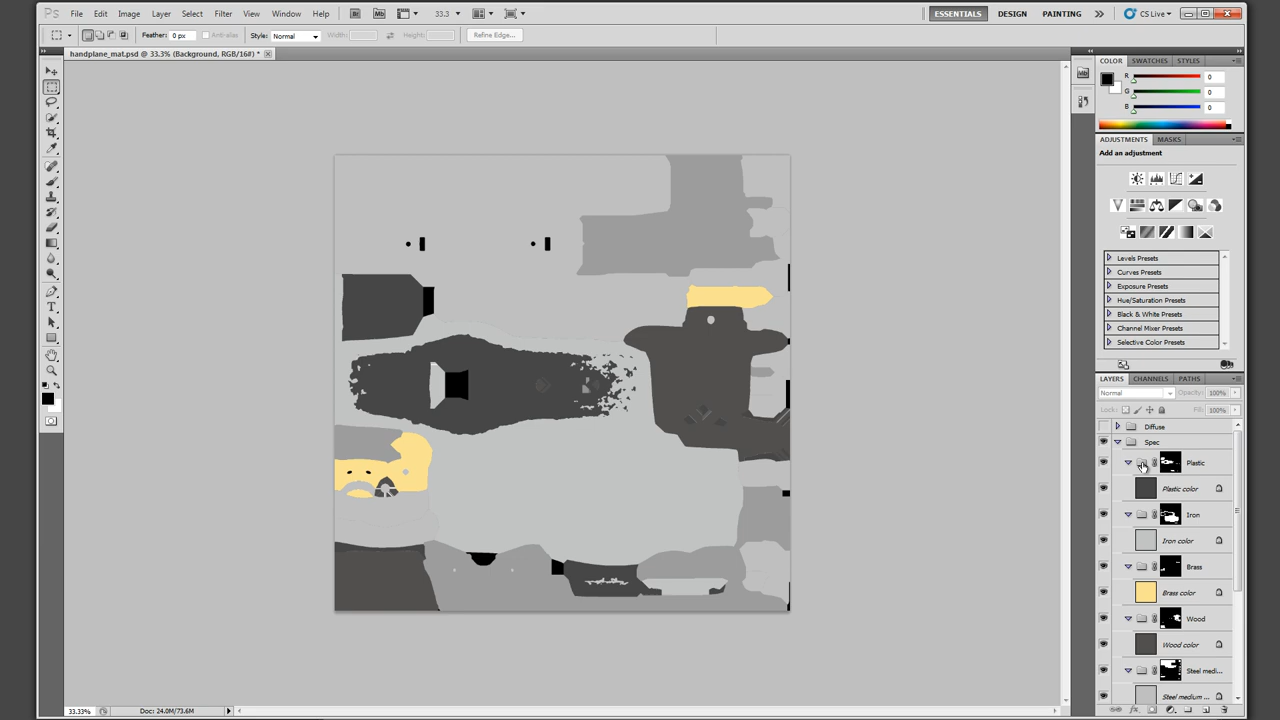 Ps File Edit Image Layer Select Filter View Window Help Br Mb 33.3 ESSENTIALS DESIGN PAINTING CS Live
Feather: 0 px Anti-alias Style: Normal Width: Height: Refine Edge...
handplane_mat.psd @ 33.3% (Background, RGB/16#) *
COLOR SWATCHES STYLES
R 0
G 0
B 0
ADJUSTMENTS MASKS
Add an adjustment
Levels Presets
Curves Presets
Exposure Presets
Hue/Saturation Presets
Black & White Presets
Channel Mixer Presets
Selective Color Presets
LAYERS CHANNELS PATHS
Normal Opacity: 100%
Lock: Fill: 100%
Diffuse
Spec
Plastic
Plastic color
Iron
Iron color
Brass
Brass color
Wood
Wood color
Steel medi...
Steel medium ...
33.33% Doc: 24.0M/73.6M